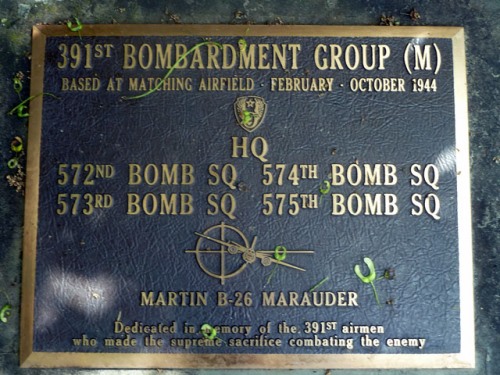 391ST BOMBARDMENT GROUP (M)
BASED AT MATCHING AIRFIELD · FEBRUARY · OCTOBER 1944
HQ
572ND BOMB SQ 574TH BOMB SQ
573RD BOMB SQ 575TH BOMB SQ
MARTIN B-26 MARAUDER
Dedicated in memory of the 391ST airmen
who made the supreme sacrifice combating the enemy